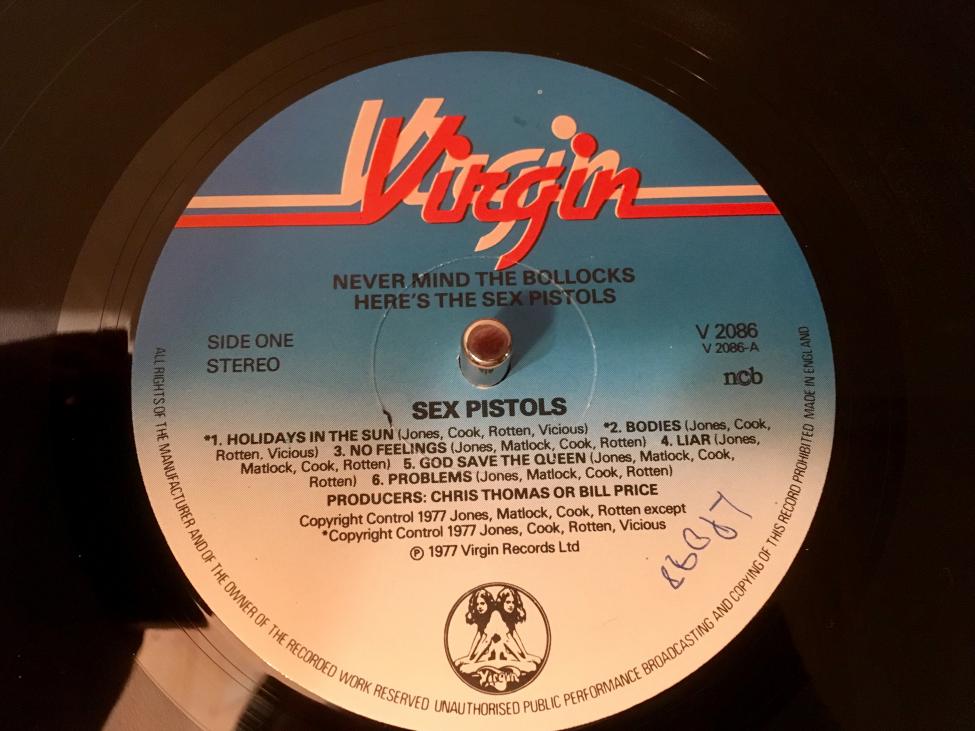 Virgin
NEVER MIND THE BOLLOCKS
HERE'S THE SEX PISTOLS
SIDE ONE
STEREO
V 2086
V 2086-A
ncb
SEX PISTOLS
*1. HOLIDAYS IN THE SUN (Jones, Cook, Rotten, Vicious) *2. BODIES (Jones, Cook,
Rotten, Vicious) 3. NO FEELINGS (Jones, Matlock, Cook, Rotten) 4. LIAR (Jones,
Matlock, Cook, Rotten) 5. GOD SAVE THE QUEEN (Jones, Matlock, Cook,
Rotten) 6. PROBLEMS (Jones, Matlock, Cook, Rotten)
PRODUCERS: CHRIS THOMAS OR BILL PRICE
Copyright Control 1977 Jones, Matlock, Cook, Rotten except
*Copyright Control 1977 Jones, Cook, Rotten, Vicious
℗ 1977 Virgin Records Ltd
Virgin
ALL RIGHTS OF THE MANUFACTURER AND OF THE OWNER OF THE RECORDED WORK RESERVED UNAUTHORISED PUBLIC PERFORMANCE BROADCASTING AND COPYING OF THIS RECORD PROHIBITED MADE IN ENGLAND